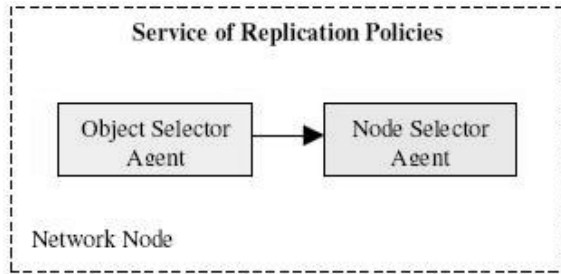 Service of Replication Policies
Object Selector
Agent
Node Selector
Agent
Network Node